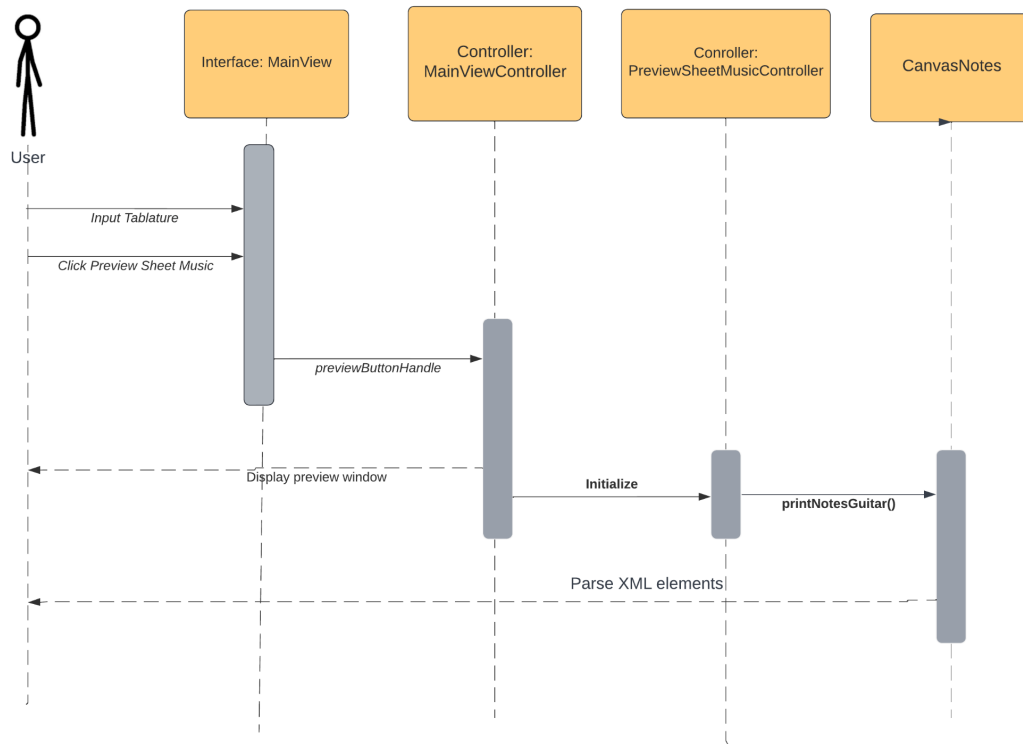 Interface: MainView
Controller:
MainViewController
Conroller:
PreviewSheetMusicController
CanvasNotes
User
Input Tablature
Click Preview Sheet Music
previewButtonHandle
Display preview window
Initialize
printNotesGuitar()
Parse XML elements